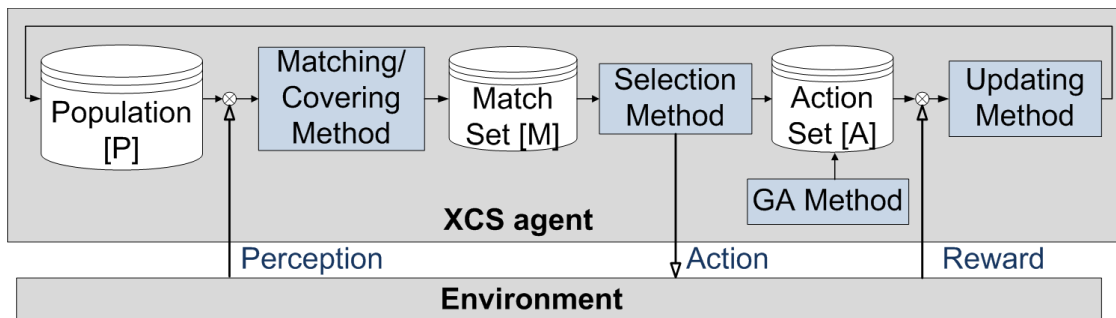 Population
[P]
Matching/
Covering
Method
Match
Set [M]
Selection
Method
Action
Set [A]
Updating
Method
GA Method
XCS agent
Perception
Action
Reward
Environment